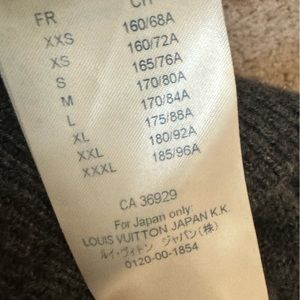 FR CH
XXS 160/68A
XS 160/72A
S 165/76A
M 170/80A
L 170/84A
XL 175/88A
XXL 180/92A
XXXL 185/96A
CA 36929
For Japan only:
LOUIS VUITTON JAPAN K.K.
ルイ・ヴィトン ジャパン(株)
0120-00-1854